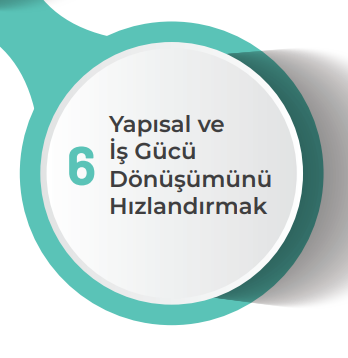 6
Yapısal ve
İş Gücü
Dönüşümünü
Hızlandırmak